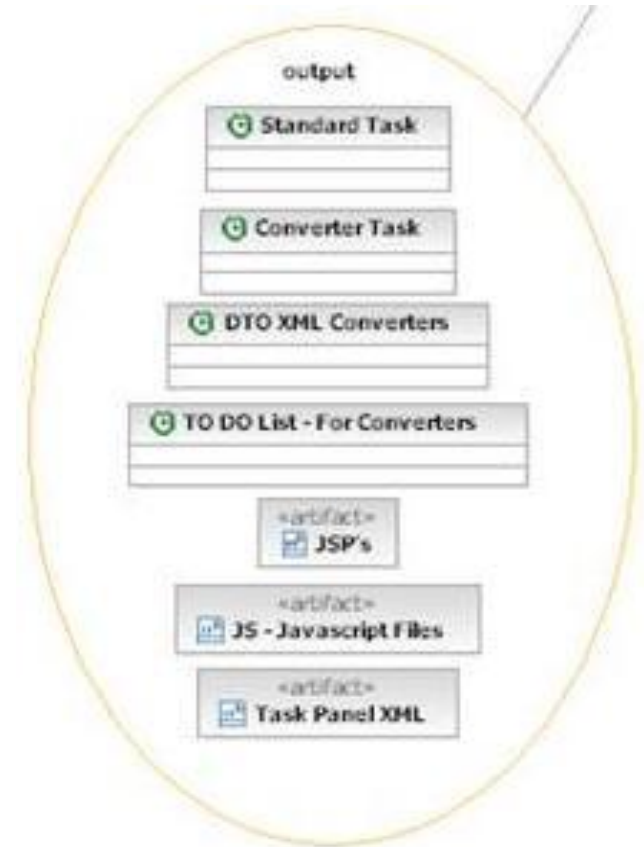 output
Standard Task
Converter Task
DTO XML Converters
TO DO List - For Converters
«artifact»
JSP's
«artifact»
JS - Javascript Files
«artifact»
Task Panel XML